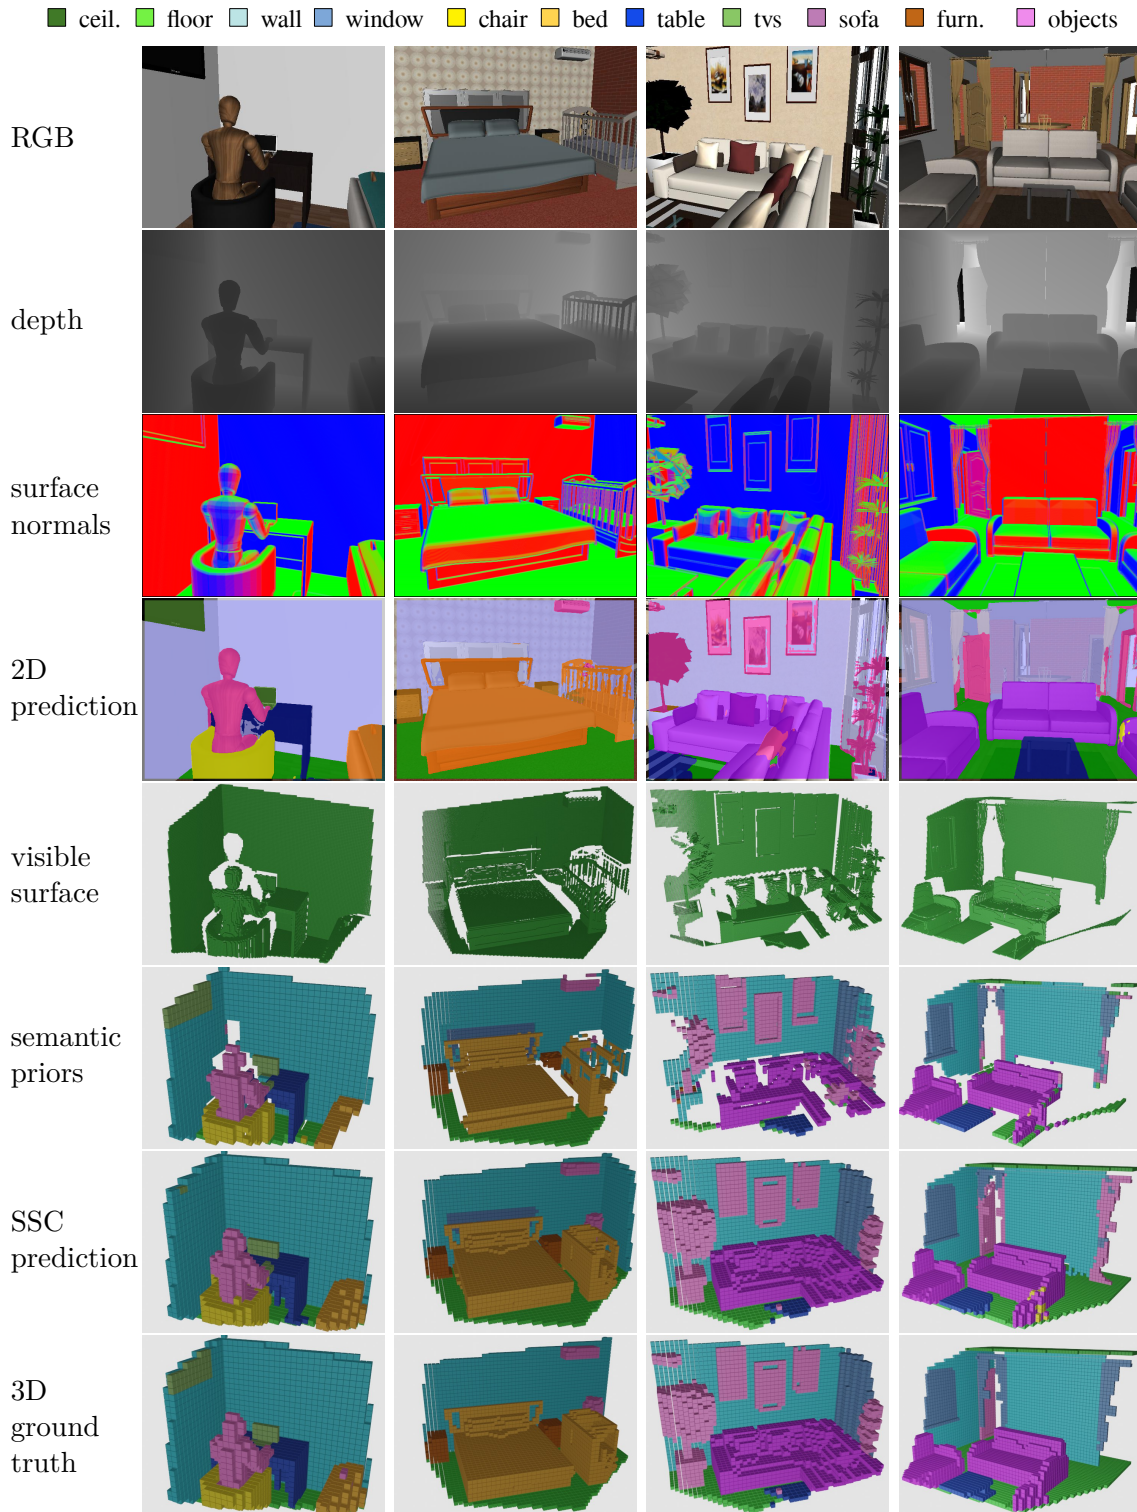 ceil. floor wall window chair bed table tvs sofa furn. objects
RGB
depth
surface
normals
2D
prediction
visible
surface
semantic
priors
SSC
prediction
3D
ground
truth